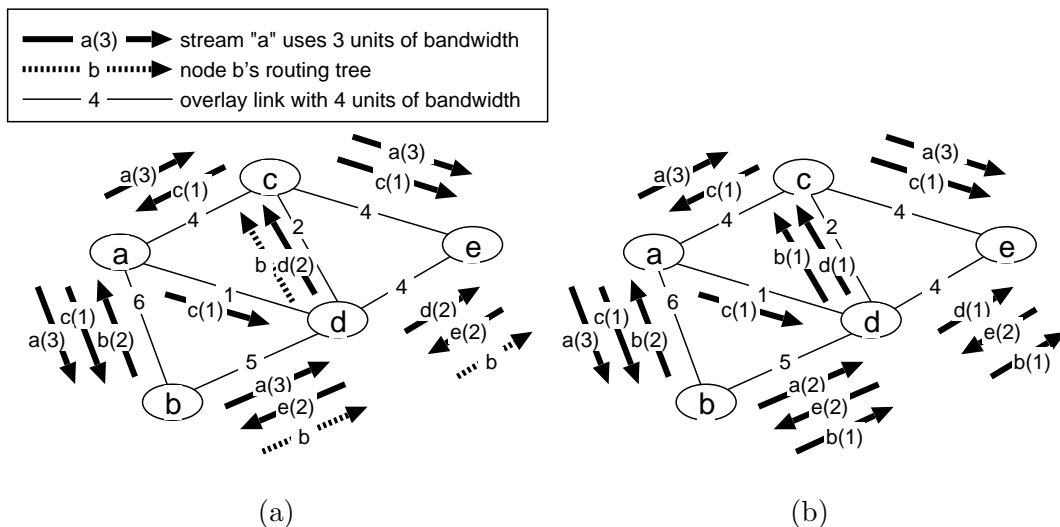 a(3) stream "a" uses 3 units of bandwidth
b node b's routing tree
4 overlay link with 4 units of bandwidth
a(3)
c(1)
c
a(3)
c(1)
4
4
2
a
b
d(2)
e
6
1
c(1)
d
4
a(3)
c(1)
b(2)
d(2)
e(2)
b
5
b
a(3)
e(2)
b
(a)
a(3)
c(1)
c
a(3)
c(1)
4
4
2
a
b(1)
d(1)
e
6
1
c(1)
d
4
a(3)
c(1)
b(2)
d(1)
e(2)
b(1)
5
b
a(2)
e(2)
b(1)
(b)